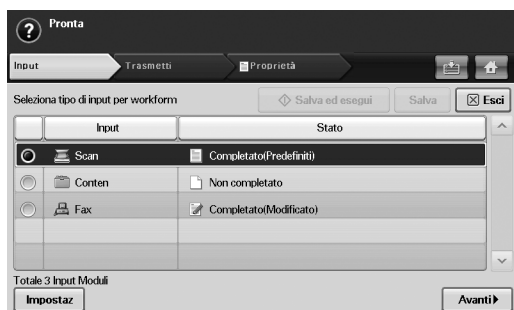 Pronta
Input Trasmetti Proprietà
Seleziona tipo di input per workform Salva ed esegui Salva Esci
Input Stato
Scan Completato(Predefiniti)
Conten Non completato
Fax Completato(Modificato)
Totale 3 Input Moduli
Impostaz Avanti